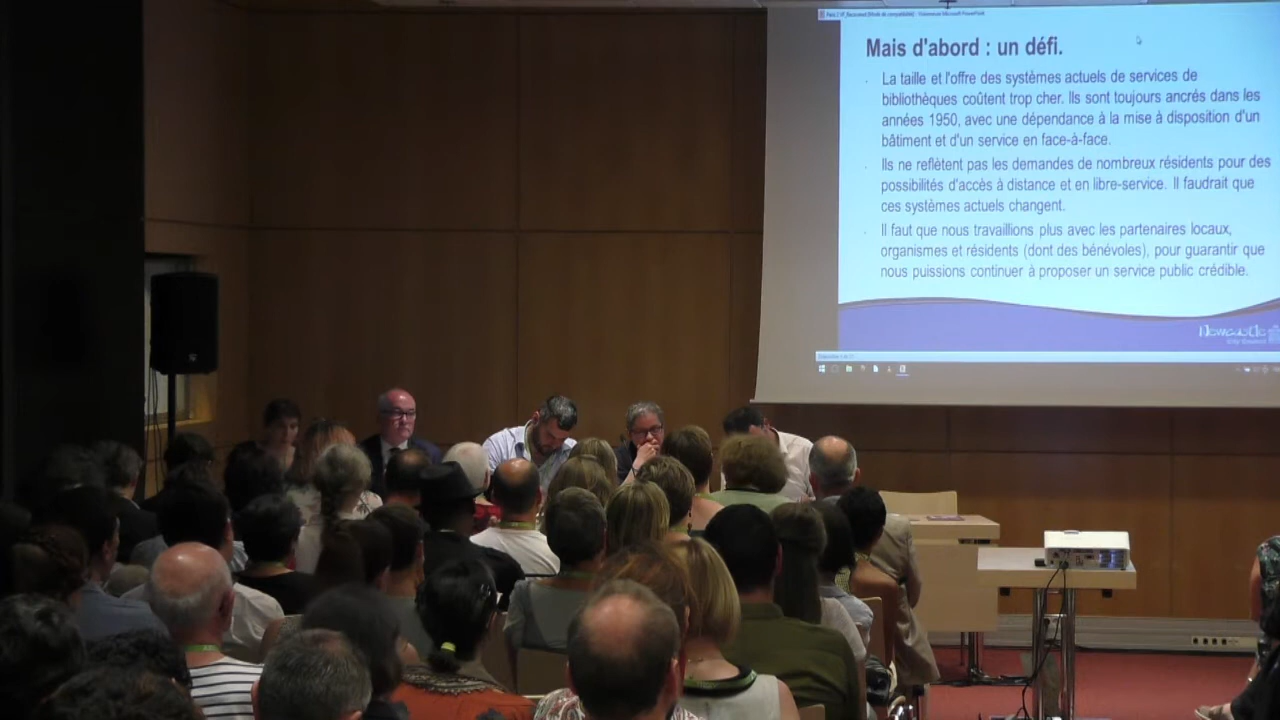 Mais d'abord : un défi.
La taille et l'offre des systèmes actuels de services de
bibliothèques coûtent trop cher. Ils sont toujours ancrés dans les
années 1950, avec une dépendance à la mise à disposition d'un
bâtiment et d'un service en face-à-face.
Ils ne reflètent pas les demandes de nombreux résidents pour des
possibilités d'accès à distance et en libre-service. Il faudrait que
ces systèmes actuels changent.
Il faut que nous travaillions plus avec les partenaires locaux,
organismes et résidents (dont des bénévoles), pour guarantir que
nous puissions continuer à proposer un service public crédible.
Newcastle
City Council